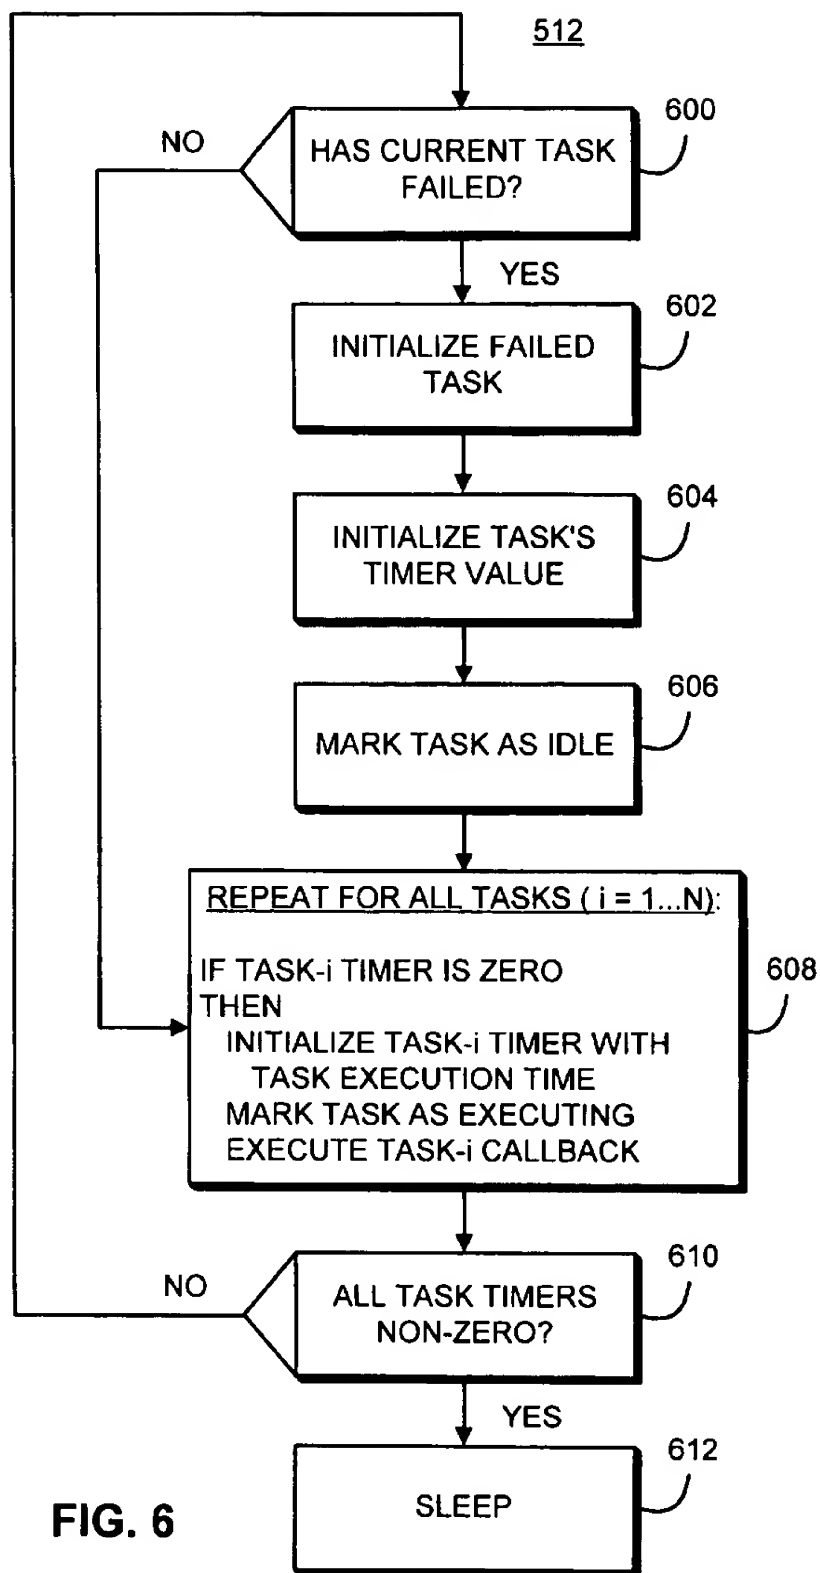 512
600
NO
HAS CURRENT TASK
FAILED?
YES
602
INITIALIZE FAILED
TASK
604
INITIALIZE TASK'S
TIMER VALUE
606
MARK TASK AS IDLE
REPEAT FOR ALL TASKS ( i = 1...N):
608
IF TASK-i TIMER IS ZERO
THEN
INITIALIZE TASK-i TIMER WITH
TASK EXECUTION TIME
MARK TASK AS EXECUTING
EXECUTE TASK-i CALLBACK
610
NO
ALL TASK TIMERS
NON-ZERO?
YES
612
SLEEP
FIG. 6